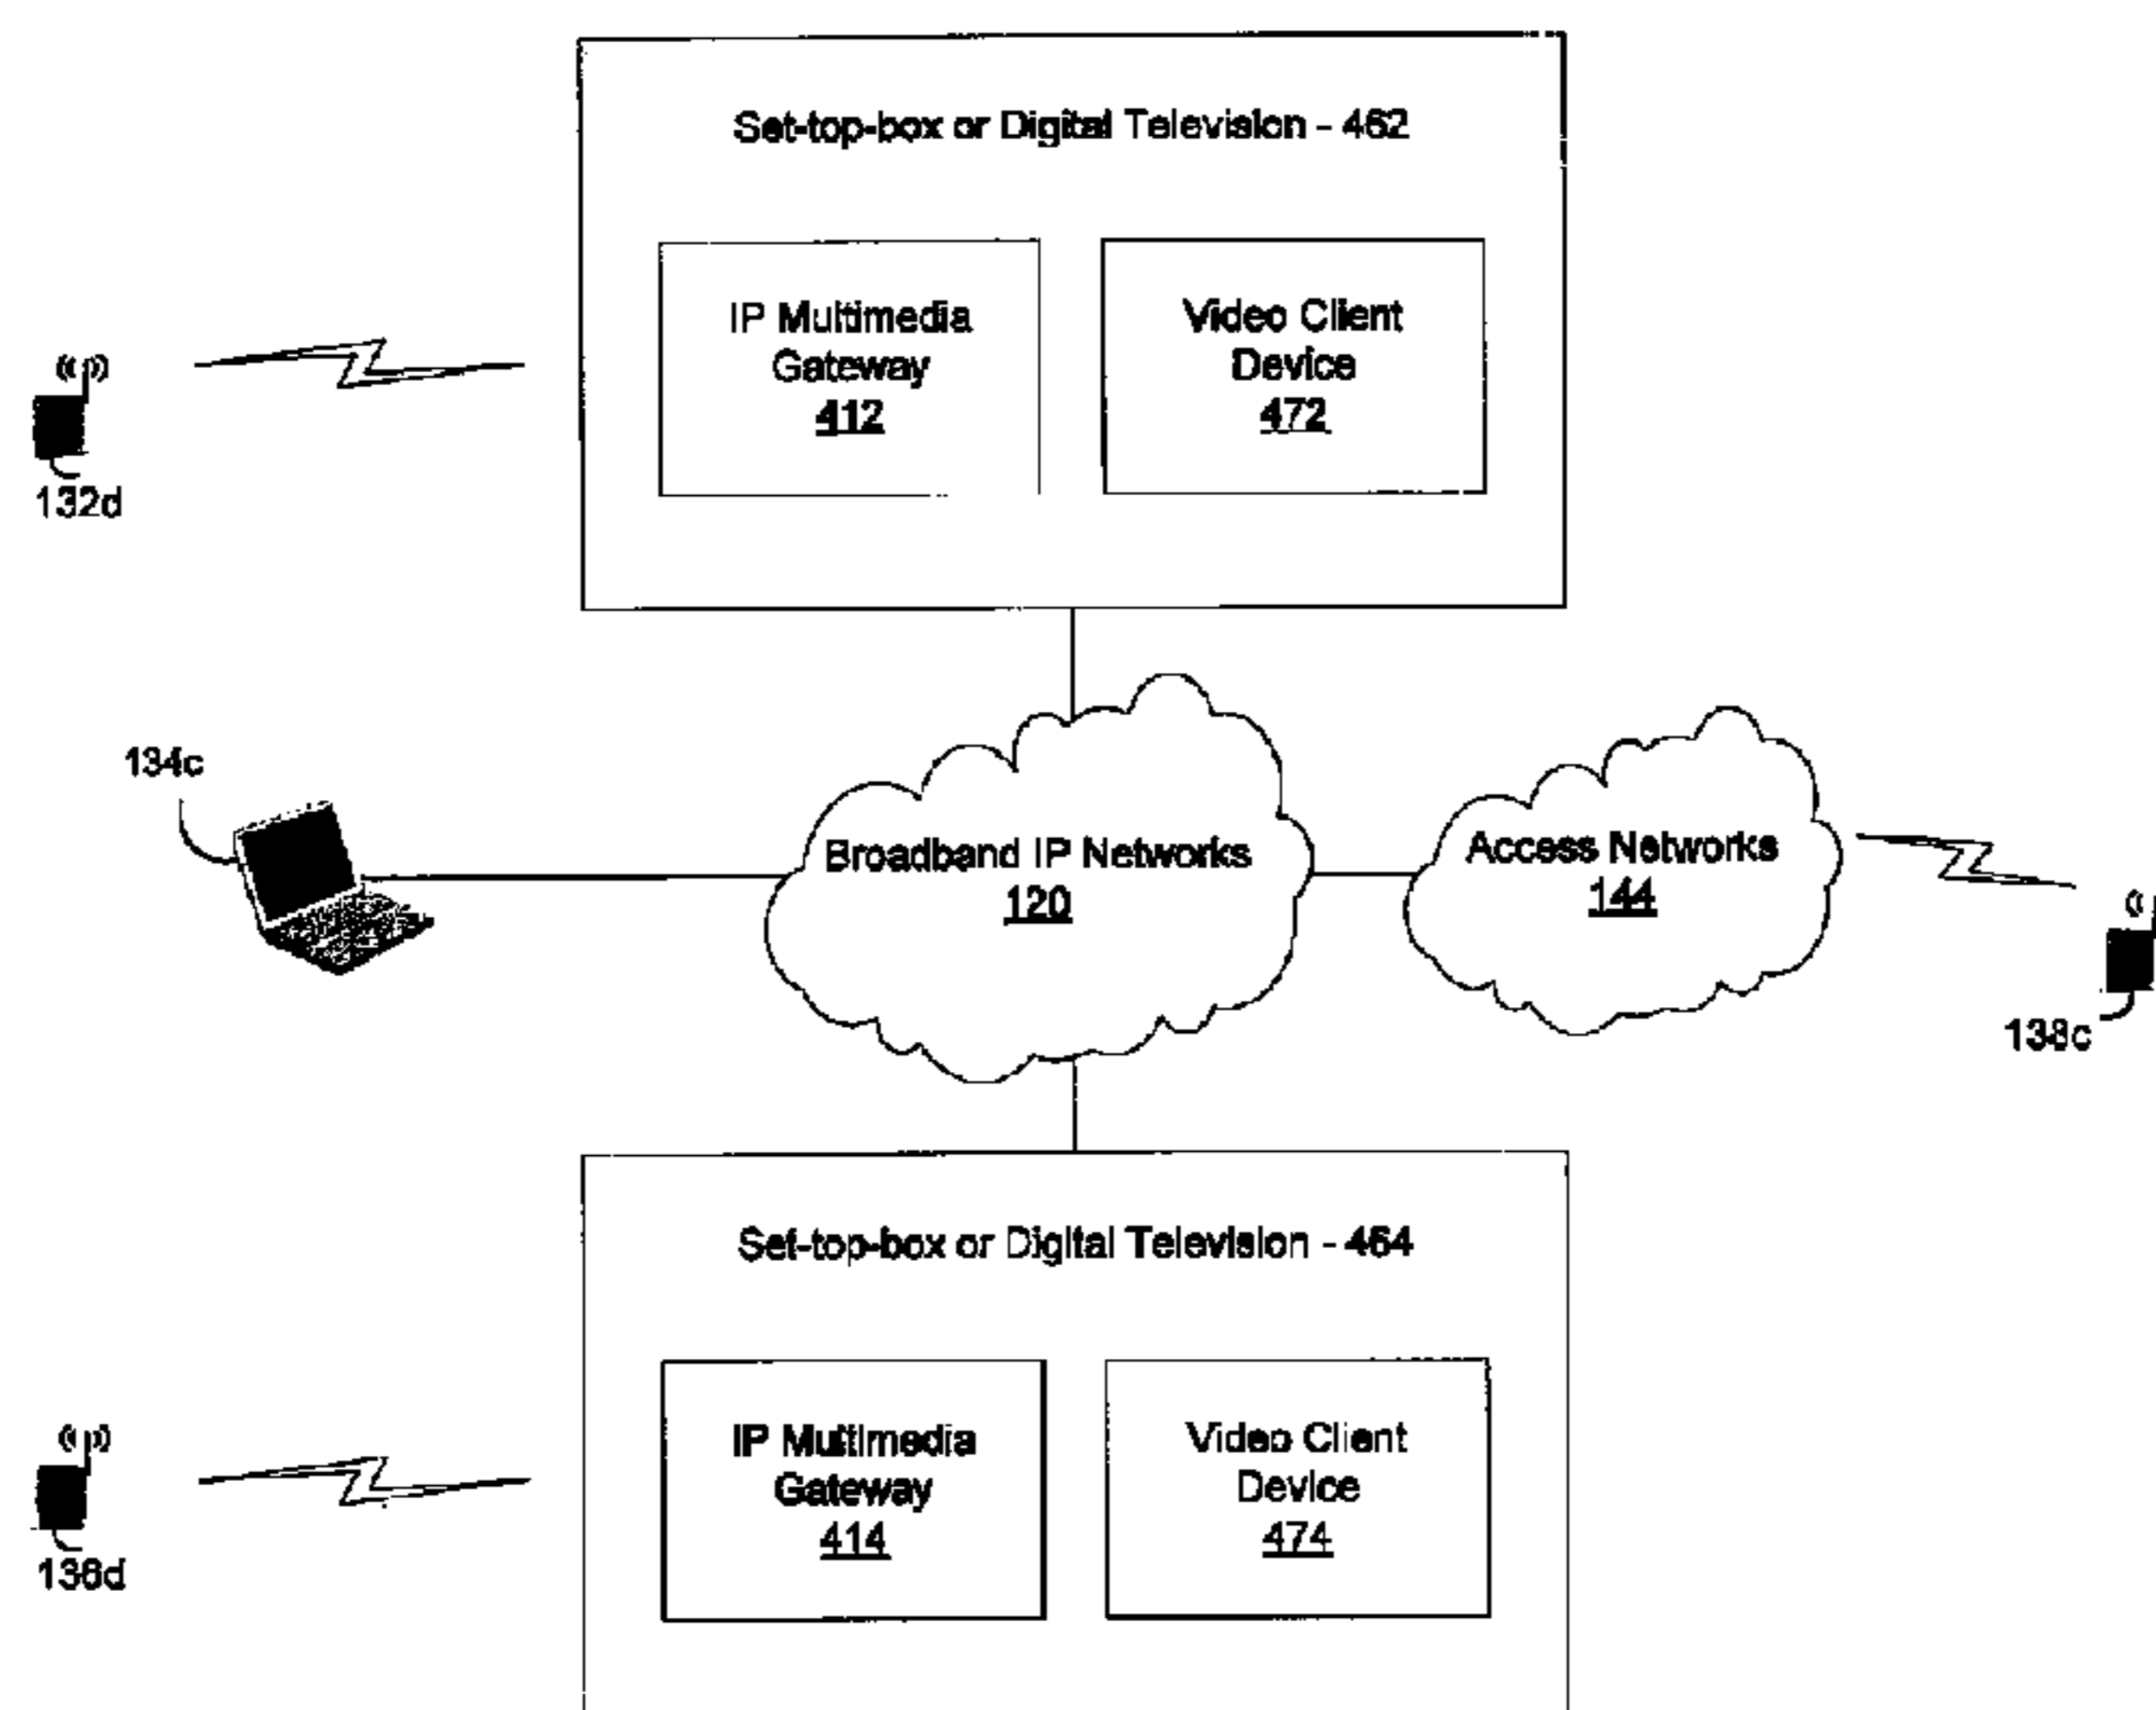 Set-top-box or Digital Television - 462
IP Multimedia
Gateway
412
Video Client
Device
472
132d
134c
Broadband IP Networks
120
Access Networks
144
138c
Set-top-box or Digital Television - 464
IP Multimedia
Gateway
414
Video Client
Device
474
136d